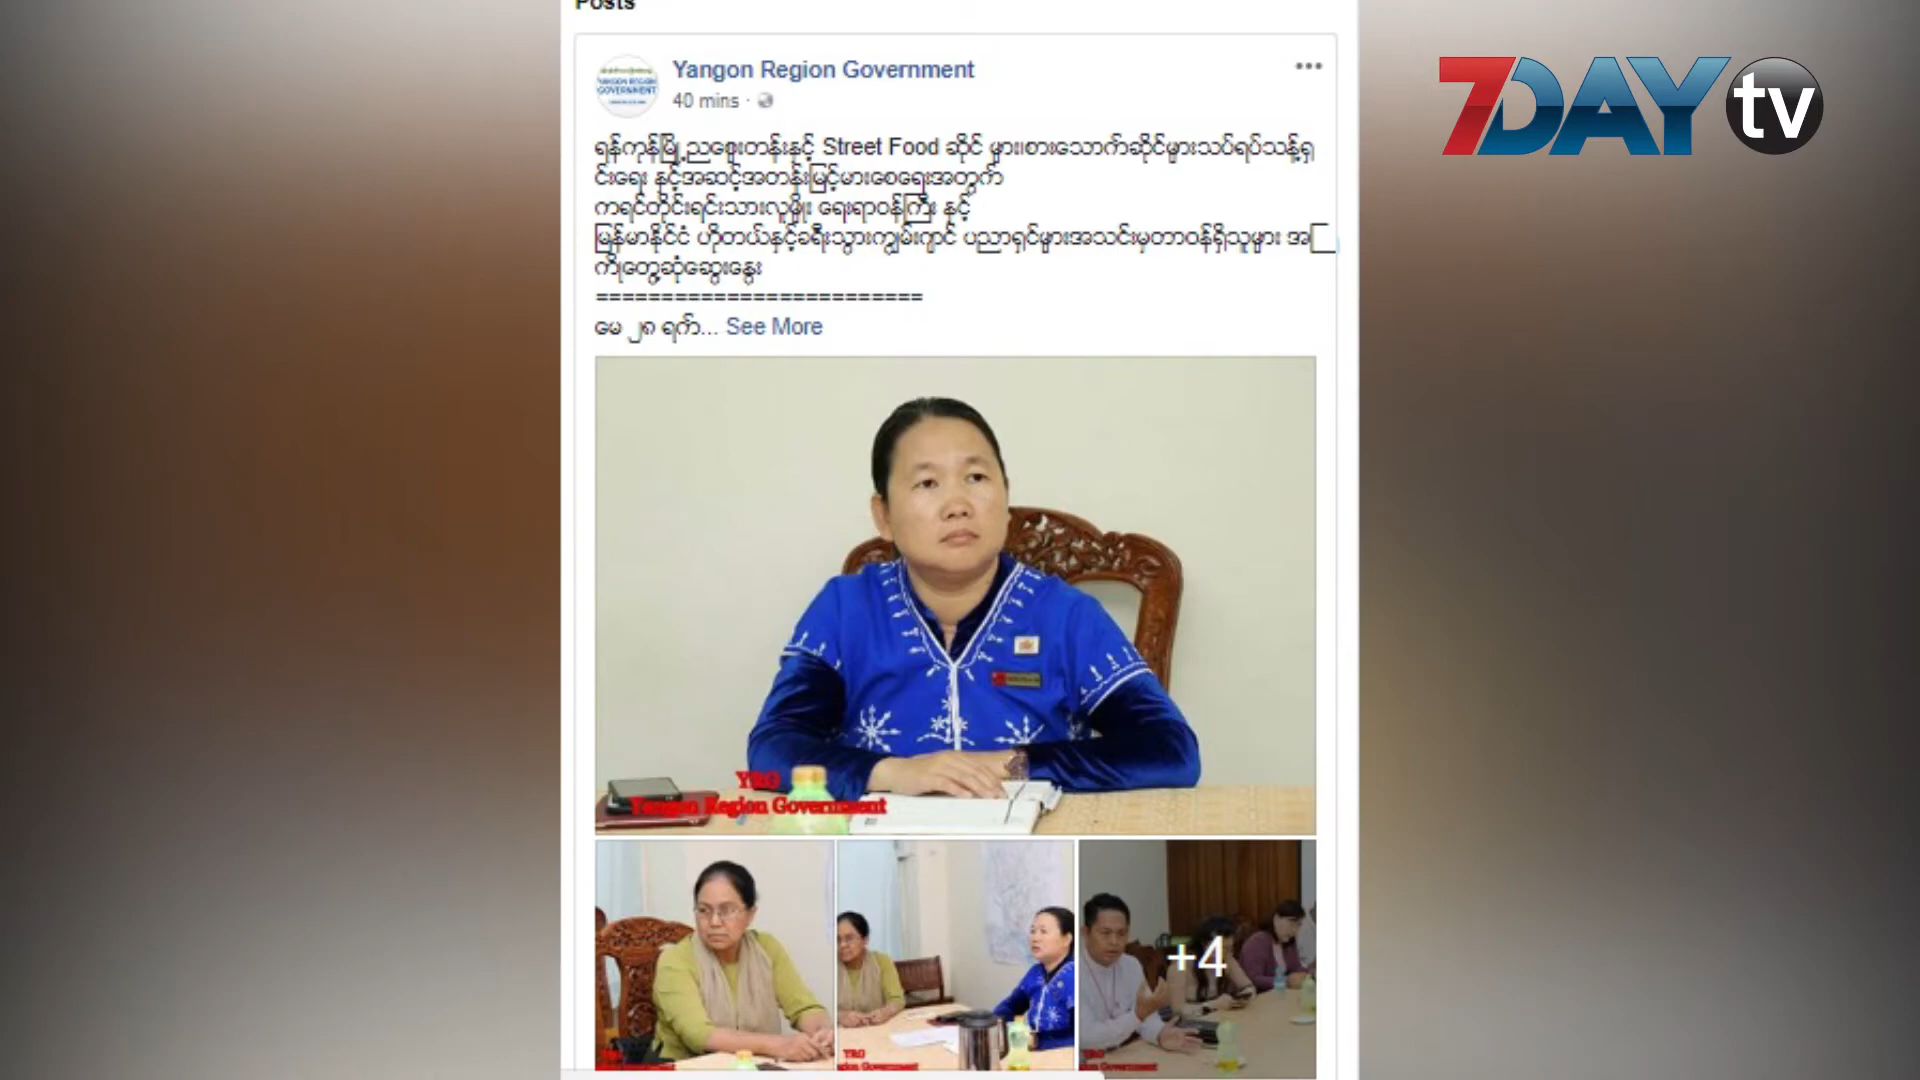 Posts
7DAY tv
Yangon Region Government
40 mins
ရန်ကုန်မြို့ညဈေးတန်းနှင့် Street Food ဆိုင် များ၊စားသောက်ဆိုင်များသပ်ရပ်သန့်ရှ
င်းရေး နှင့်အဆင့်အတန်းမြင့်မားစေရေးအတွက်
ကရင်တိုင်းရင်းသားလူမျိုး ရေးရာဝန်ကြီး နှင့်
မြန်မာနိုင်ငံ ဟိုတယ်နှင့်ခရီးသွားကျွမ်းကျင် ပညာရှင်များအသင်းမှတာဝန်ရှိသူများ အြ
ကိုတွေ့ဆုံဆွေးနွေး
=========================
မေ ၂၈ ရက်... See More
YRG
Yangon Region Government
+4
YRG
Region Government
Region Government